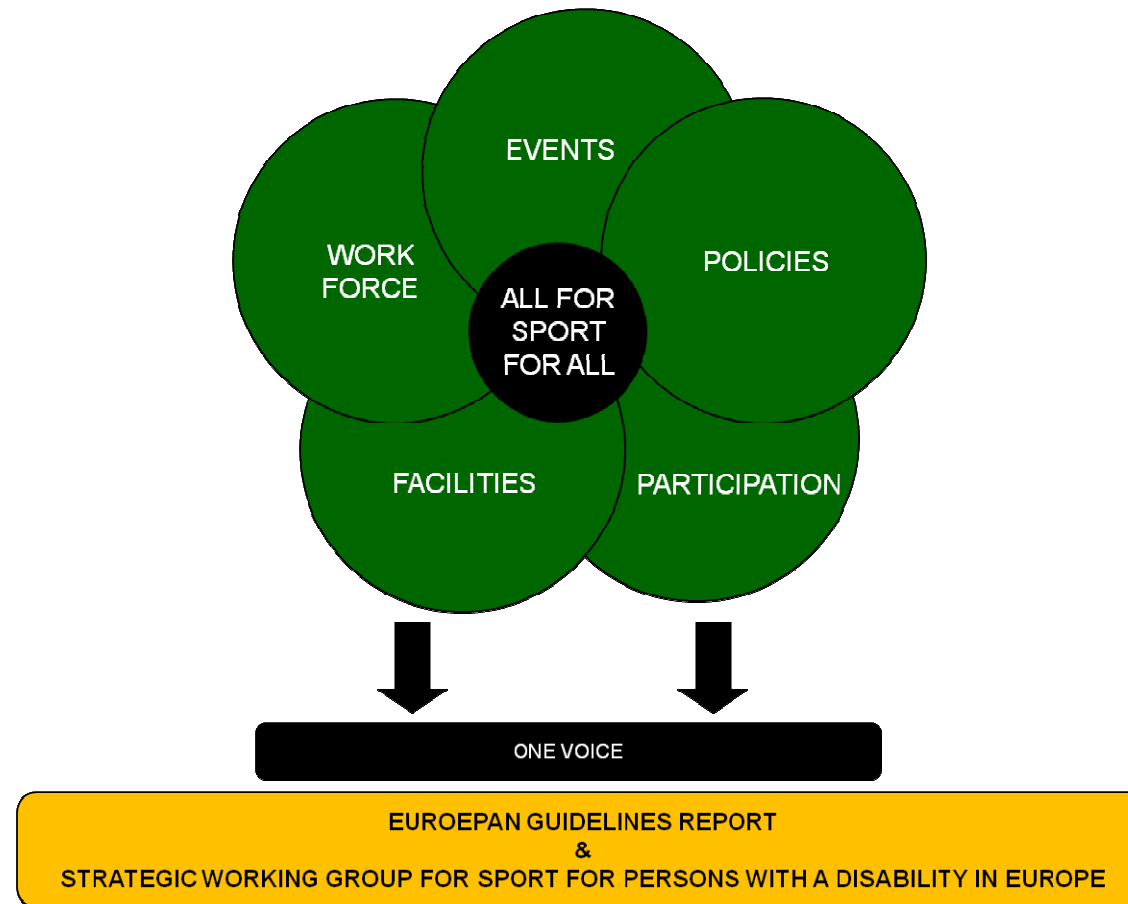 EVENTS
WORK
FORCE
POLICIES
ALL FOR
SPORT
FOR ALL
FACILITIES
PARTICIPATION
ONE VOICE
EUROEPAN GUIDELINES REPORT
&
STRATEGIC WORKING GROUP FOR SPORT FOR PERSONS WITH A DISABILITY IN EUROPE